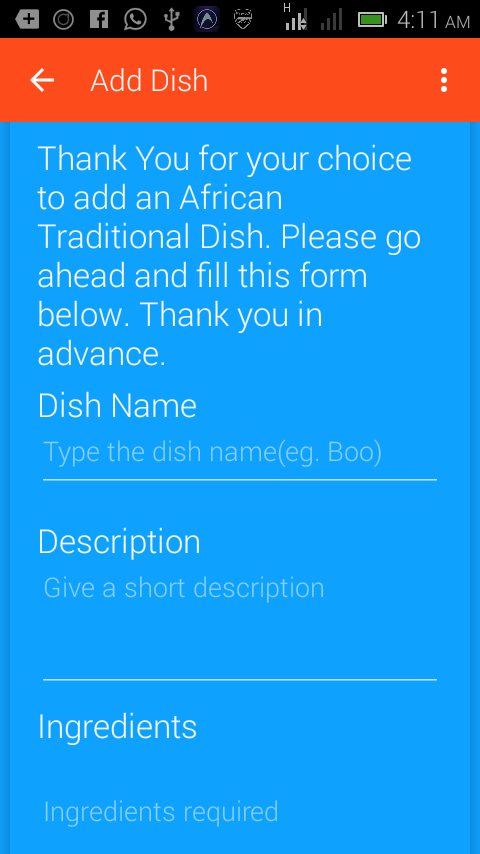 H
4:11 AM
Add Dish
Thank You for your choice
to add an African
Traditional Dish. Please go
ahead and fill this form
below. Thank you in
advance.
Dish Name
Type the dish name(eg. Boo)
Description
Give a short description
Ingredients
Ingredients required